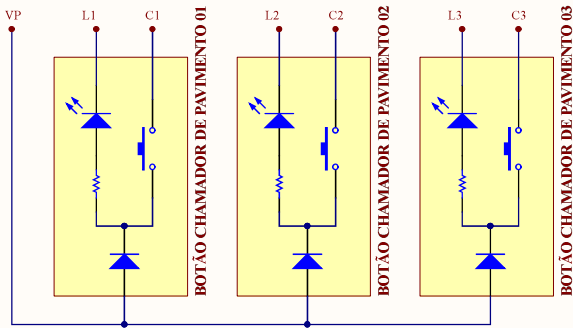 VP
L1
C1
BOTÃO CHAMADOR DE PAVIMENTO 01
L2
C2
BOTÃO CHAMADOR DE PAVIMENTO 02
L3
C3
BOTÃO CHAMADOR DE PAVIMENTO 03